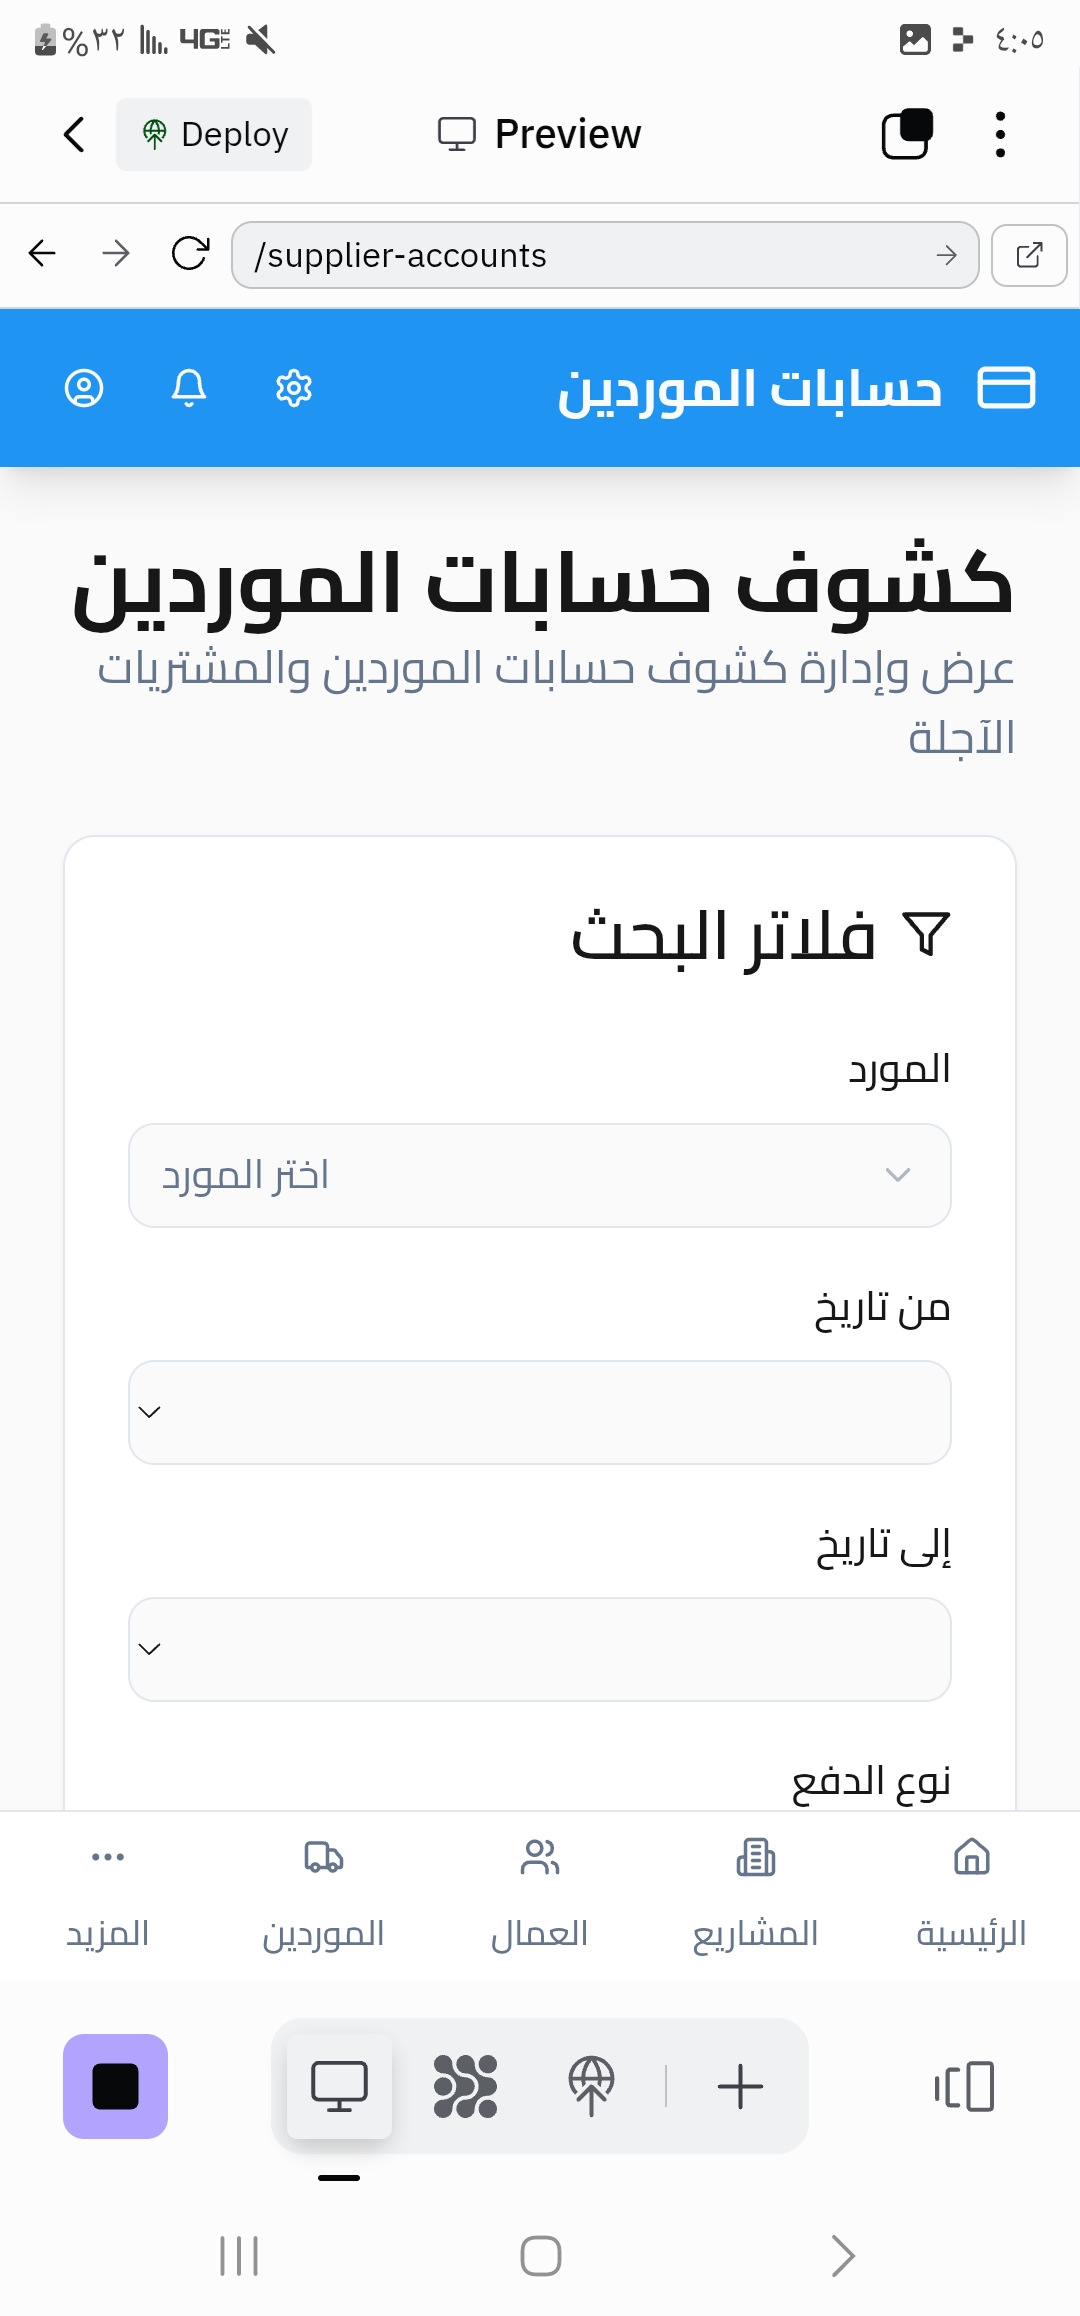 %٣٢ 4G LTE ٤:٠٥
Deploy
Preview
/supplier-accounts
حسابات الموردين
كشوف حسابات الموردين
عرض وإدارة كشوف حسابات الموردين والمشتريات
الآجلة
فلاتر البحث
المورد
اختر المورد
من تاريخ
إلى تاريخ
نوع الدفع
الرئيسية
المشاريع
العمال
الموردين
المزيد